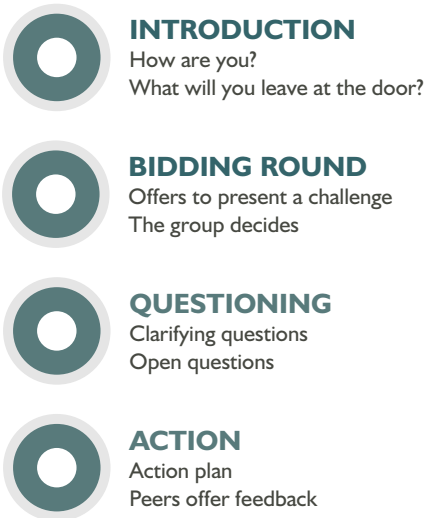 INTRODUCTION
How are you?
What will you leave at the door?
BIDDING ROUND
Offers to present a challenge
The group decides
QUESTIONING
Clarifying questions
Open questions
ACTION
Action plan
Peers offer feedback